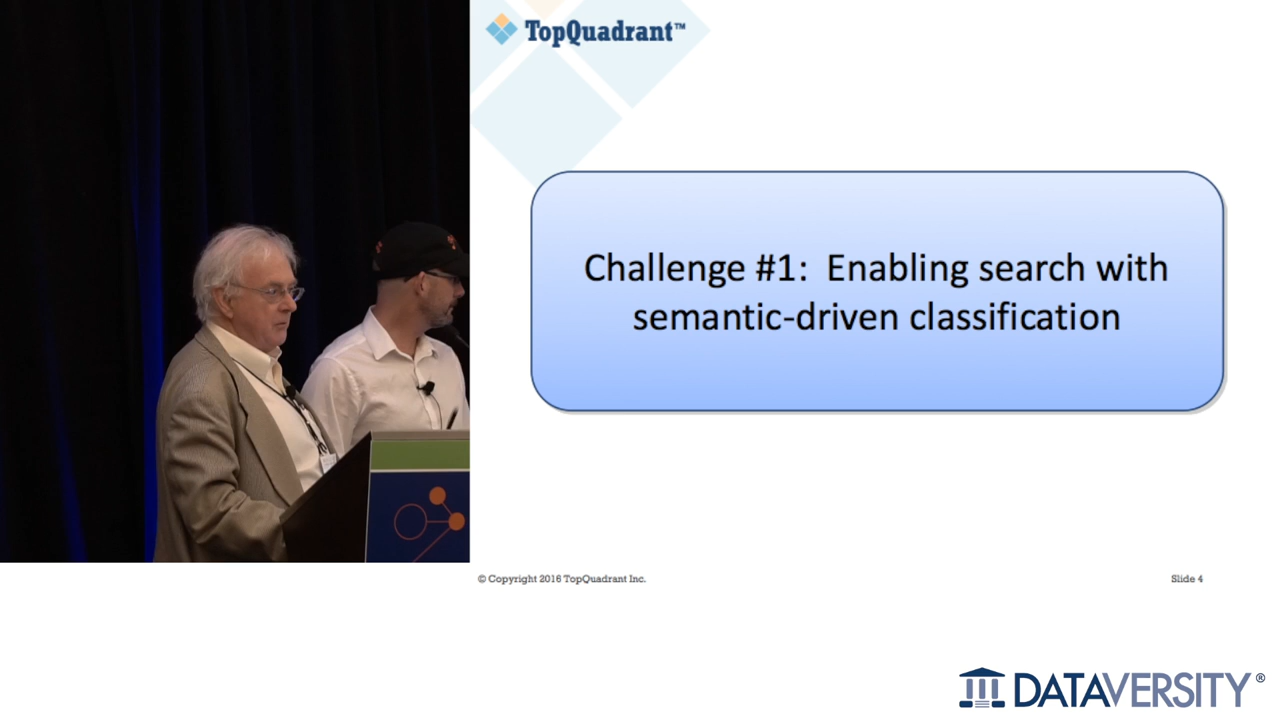 TopQuadrant™
Challenge #1: Enabling search with
semantic-driven classification
© Copyright 2016 TopQuadrant Inc.
Slide 4
DATAVERSITY®